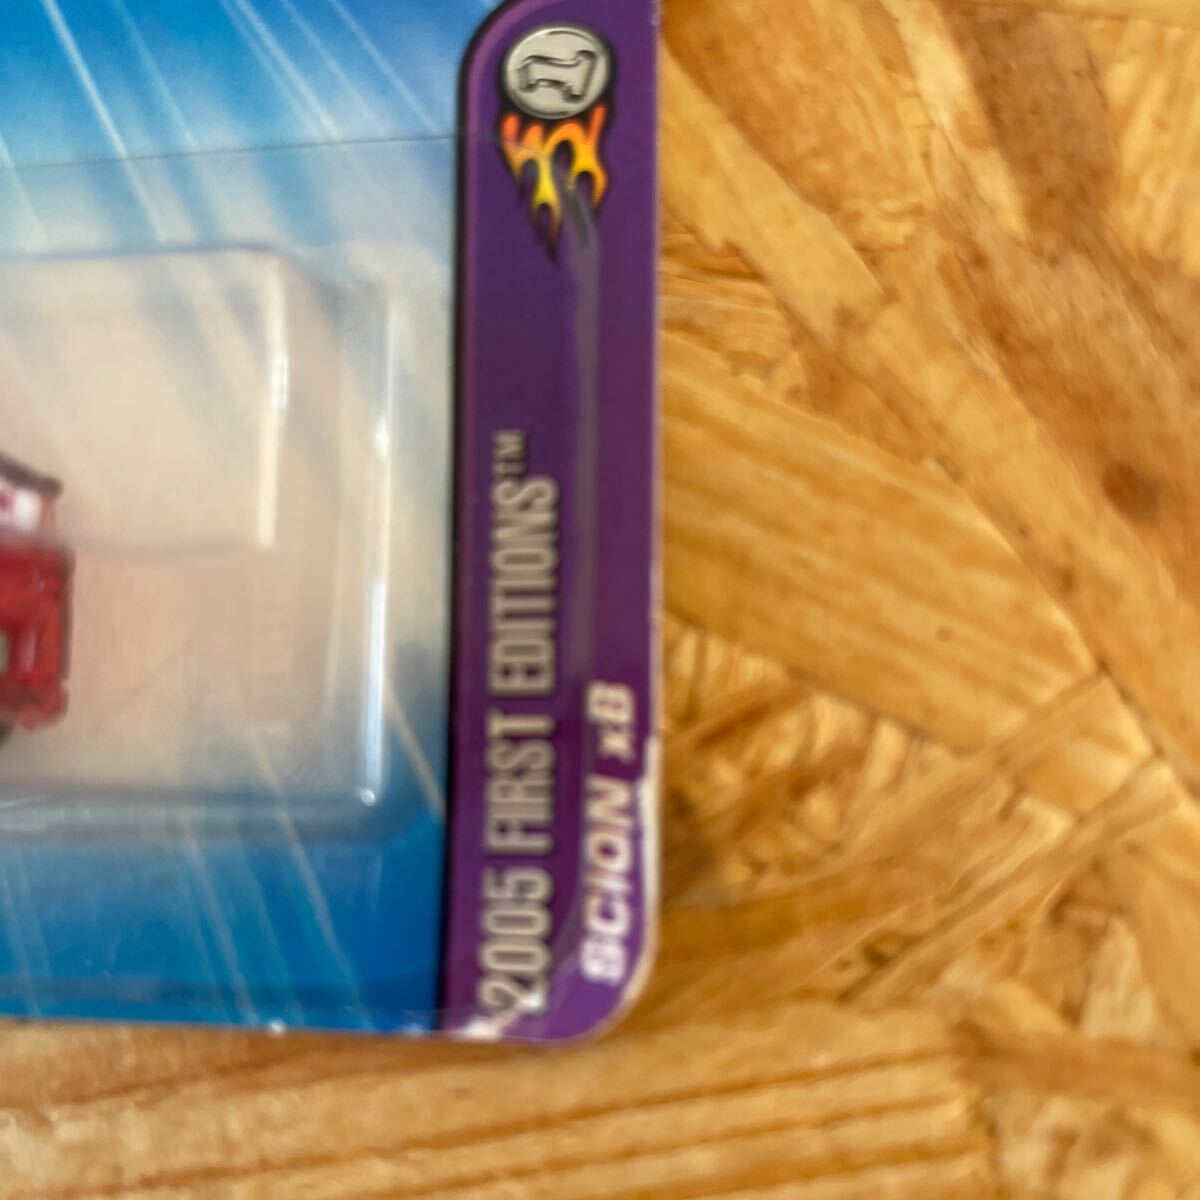 2005 FIRST EDITIONS™
SCION xB